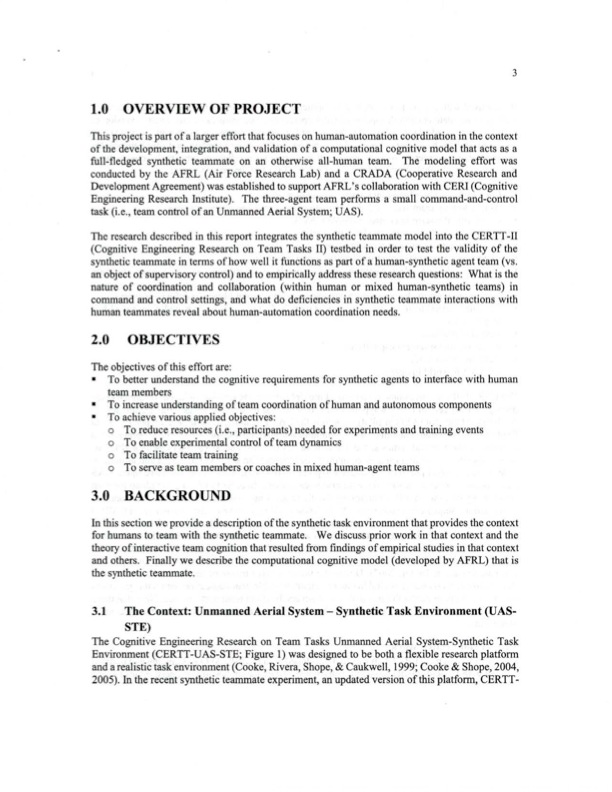 3
1.0 OVERVIEW OF PROJECT
This project is part of a larger effort that focuses on human-automation coordination in the context
of the development, integration, and validation of a computational cognitive model that acts as a
full-fledged synthetic teammate on an otherwise all-human team. The modeling effort was
conducted by the AFRL (Air Force Research Lab) and a CRADA (Cooperative Research and
Development Agreement) was established to support AFRL's collaboration with CERI (Cognitive
Engineering Research Institute). The three-agent team performs a small command-and-control
task (i.e., team control of an Unmanned Aerial System; UAS).
The research described in this report integrates the synthetic teammate model into the CERTT-II
(Cognitive Engineering Research on Team Tasks II) testbed in order to test the validity of the
synthetic teammate in terms of how well it functions as part of a human-synthetic agent team (vs.
an object of supervisory control) and to empirically address these research questions: What is the
nature of coordination and collaboration (within human or mixed human-synthetic teams) in
command and control settings, and what do deficiencies in synthetic teammate interactions with
human teammates reveal about human-automation coordination needs.
2.0 OBJECTIVES
The objectives of this effort are:
▪ To better understand the cognitive requirements for synthetic agents to interface with human
team members
▪ To increase understanding of team coordination of human and autonomous components
▪ To achieve various applied objectives:
o To reduce resources (i.e., participants) needed for experiments and training events
o To enable experimental control of team dynamics
o To facilitate team training
o To serve as team members or coaches in mixed human-agent teams
3.0 BACKGROUND
In this section we provide a description of the synthetic task environment that provides the context
for humans to team with the synthetic teammate. We discuss prior work in that context and the
theory of interactive team cognition that resulted from findings of empirical studies in that context
and others. Finally we describe the computational cognitive model (developed by AFRL) that is
the synthetic teammate.
3.1 The Context: Unmanned Aerial System – Synthetic Task Environment (UAS-
STE)
The Cognitive Engineering Research on Team Tasks Unmanned Aerial System-Synthetic Task
Environment (CERTT-UAS-STE; Figure 1) was designed to be both a flexible research platform
and a realistic task environment (Cooke, Rivera, Shope, & Caukwell, 1999; Cooke & Shope, 2004,
2005). In the recent synthetic teammate experiment, an updated version of this platform, CERTT-